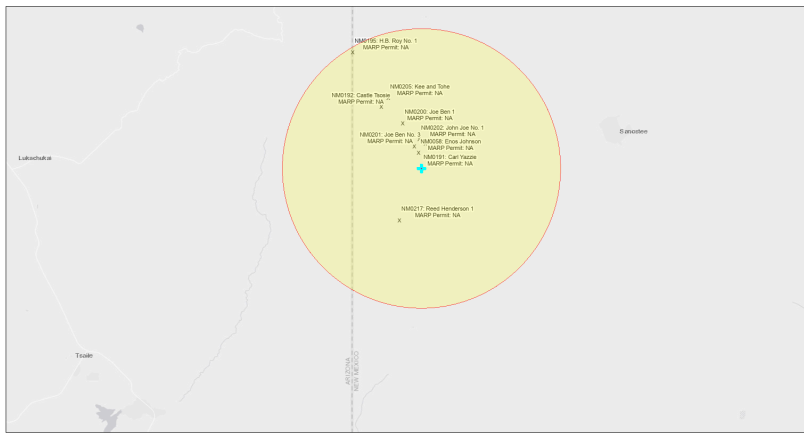 NM0195: H.B. Roy No. 1
MARP Permit: NA
X
NM0205: Kee and Tohe
MARP Permit: NA
NM0192: Castle Tsosie
MARP Permit: NA
X
NM0200: Joe Ben 1
MARP Permit: NA
X
NM0202: John Joe No. 1
MARP Permit: NA
NM0201: Joe Ben No. 3
MARP Permit: NA
X
NM0058: Enos Johnson
MARP Permit: NA
X
NM0191: Carl Yazzie
MARP Permit: NA
NM0217: Reed Henderson 1
MARP Permit: NA
X
Sanostee
Lukachukai
Tsaile
ARIZONA
NEW MEXICO